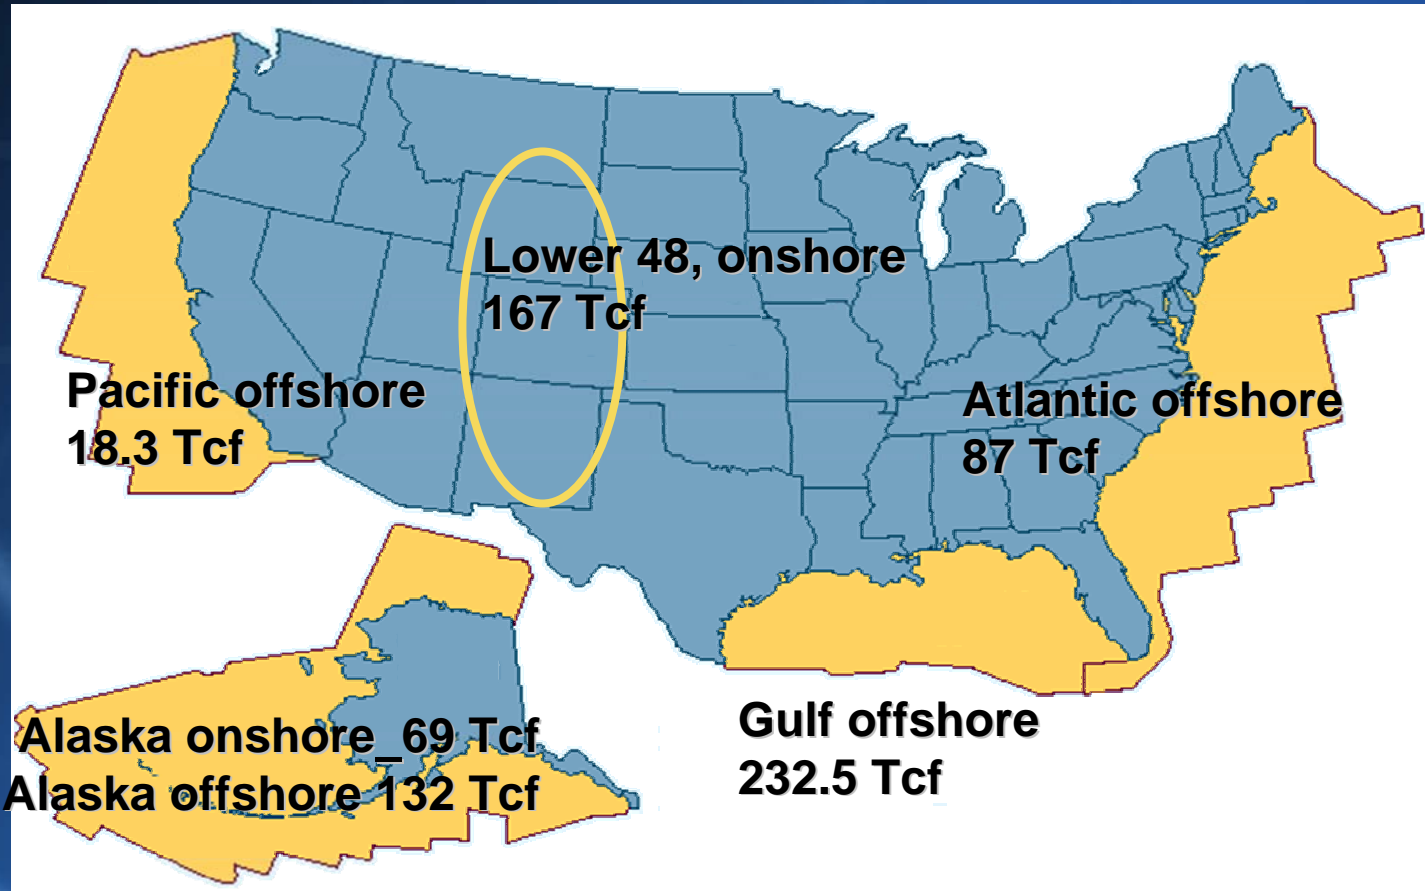 Lower 48, onshore
167 Tcf
Pacific offshore
18.3 Tcf
Atlantic offshore
87 Tcf
Alaska onshore_69 Tcf
Alaska offshore 132 Tcf
Gulf offshore
232.5 Tcf